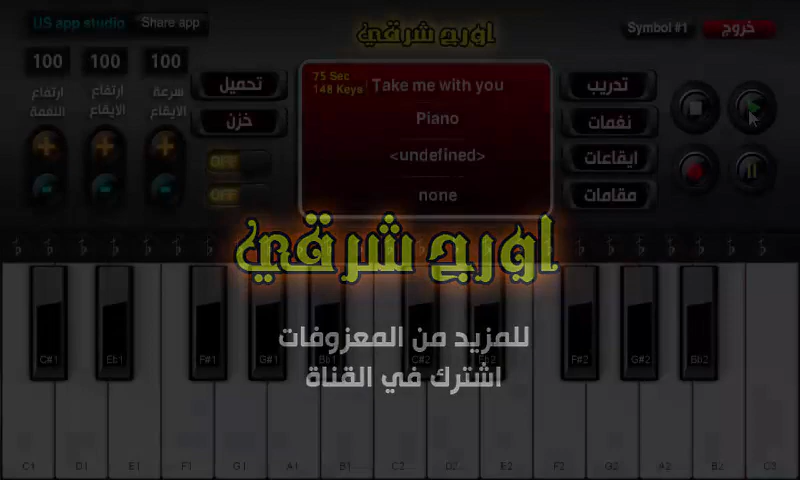 US app studio
Share app
اورج شرقي
Symbol #1
خروج
100
100
100
ارتفاع النغمة
ارتفاع الايقاع
سرعة الايقاع
OFF
OFF
تحميل
خزن
75 Sec
148 Keys
Take me with you
Piano
<undefined>
none
تدريب
نغمات
ايقاعات
مقامات
اورج شرقي
للمزيد من المعزوفات
اشترك في القناة
C#1
Eb1
F#1
G#1
Bb1
C#2
Eb2
F#2
G#2
Bb2
C1
D1
E1
F1
G1
A1
B1
C2
D2
E2
F2
G2
A2
B2
C3